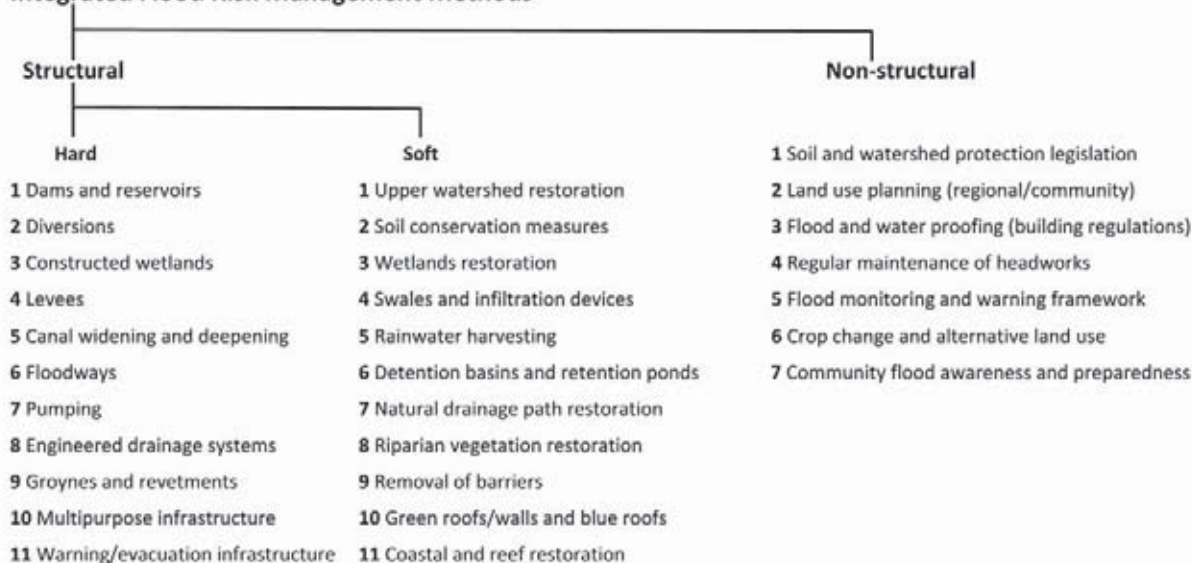 Structural
Non-structural
Hard
1 Dams and reservoirs
2 Diversions
3 Constructed wetlands
4 Levees
5 Canal widening and deepening
6 Floodways
7 Pumping
8 Engineered drainage systems
9 Groynes and revetments
10 Multipurpose infrastructure
11 Warning/evacuation infrastructure
Soft
1 Upper watershed restoration
2 Soil conservation measures
3 Wetlands restoration
4 Swales and infiltration devices
5 Rainwater harvesting
6 Detention basins and retention ponds
7 Natural drainage path restoration
8 Riparian vegetation restoration
9 Removal of barriers
10 Green roofs/walls and blue roofs
11 Coastal and reef restoration
1 Soil and watershed protection legislation
2 Land use planning (regional/community)
3 Flood and water proofing (building regulations)
4 Regular maintenance of headworks
5 Flood monitoring and warning framework
6 Crop change and alternative land use
7 Community flood awareness and preparedness